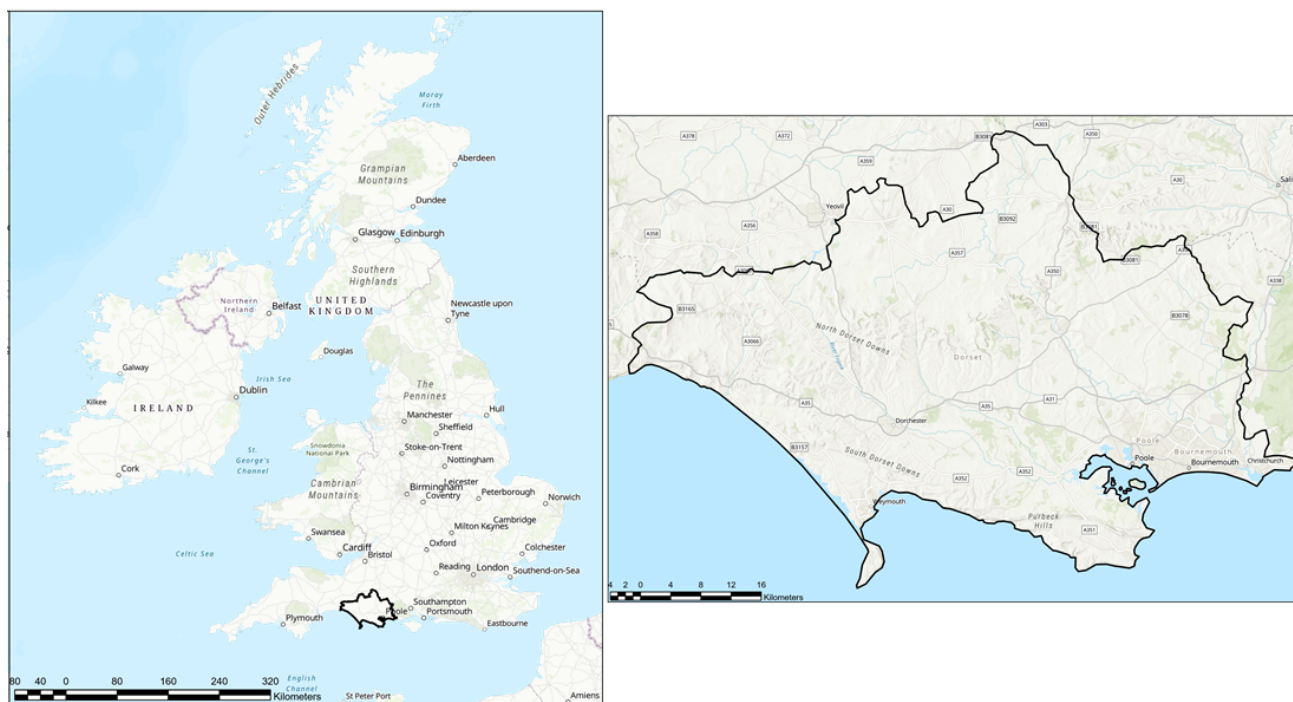 Outer Hebrides
Moray
Firth
Grampian
Mountains
Aberdeen
Dundee
Glasgow
Edinburgh
Southern
Highlands
Northern
Ireland
Belfast
UNITED
KINGDOM
Newcastle upon
Tyne
Douglas
Galway
Irish Sea
Dublin
The
Pennines
Kilkee
IRELAND
Manchester
Hull
Sheffield
St.
George's
Channel
Snowdonia
National Park
Stoke-on-Trent
Nottingham
Cork
Cambrian
Mountains
Leicester
Birmingham
Coventry
Peterborough
Norwich
Cambridge
Milton Keynes
Swansea
Oxford
Colchester
Celtic Sea
Cardiff
Bristol
Reading
London
Southend-on-Sea
Southampton
Poole
Portsmouth
Plymouth
Eastbourne
English
Channel
80 40 0 80 160 240 320
Kilometers
St Peter Port
Amiens
A378
A372
B3081
A303
A350
A359
A30
Sali
Yeovil
A30
B3092
A358
A356
B3081
A357
B3081
A350
A338
B3165
B3078
North Dorset Downs
A3066
Dorset
A35
A35
A31
Dorchester
B3157
South Dorset Downs
A352
A352
Poole
Bournemouth
Poole
Bournemouth
Christchurch
Weymouth
Purbeck
Hills
A351
4 2 0 4 8 12 16
Kilometers